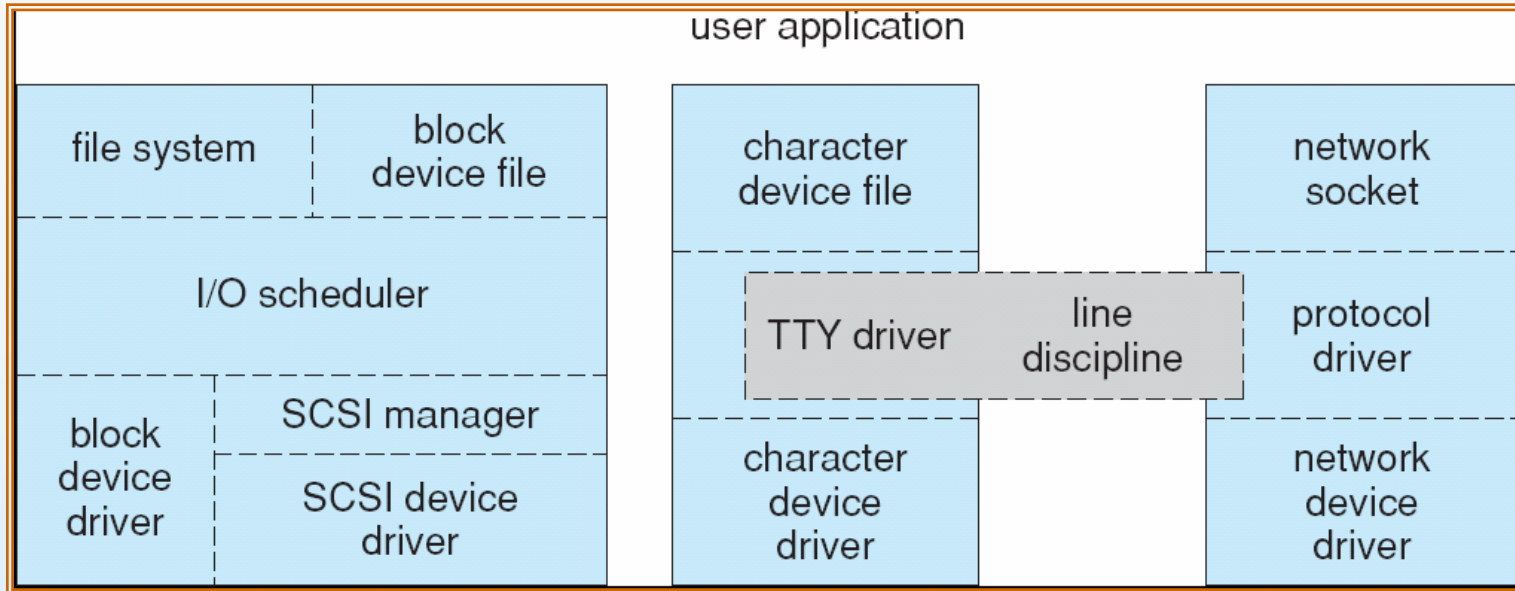 user application
file system
block
device file
I/O scheduler
block
device
driver
SCSI manager
SCSI device
driver
character
device file
TTY driver
line
discipline
character
device
driver
network
socket
protocol
driver
network
device
driver